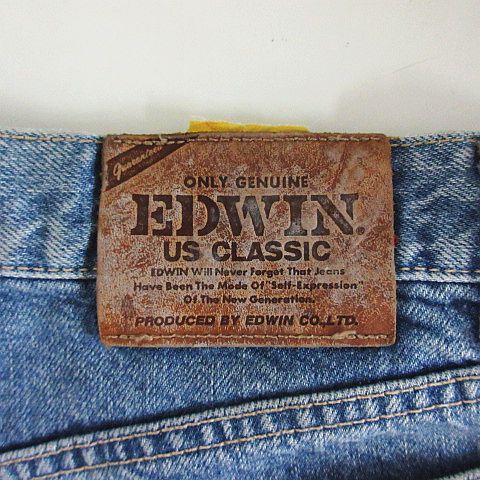 Guaranteed
ONLY GENUINE
EDWIN.
US CLASSIC
EDWIN Will Never Forget That Jeans
Have Been The Mode Of "Self-Expression"
Of The New Generation.
PRODUCED BY EDWIN CO.,LTD.